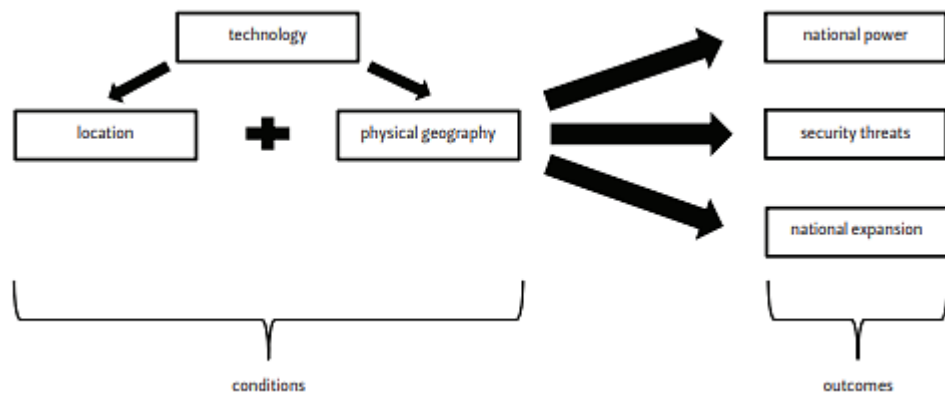 technology
national power
location
physical geography
security threats
national expansion
conditions
outcomes